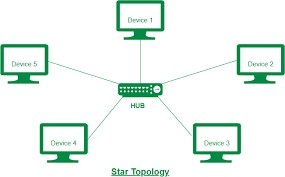 Device 1
Device 5
Device 2
HUB
Device 4
Device 3
Star Topology